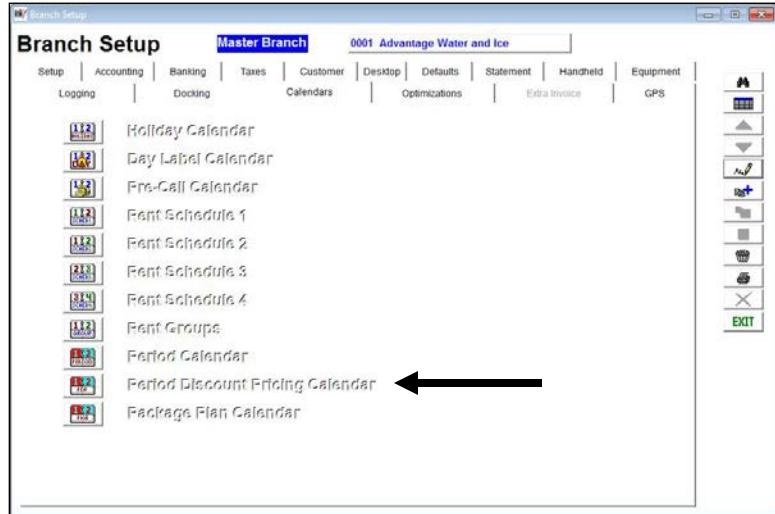 Branch Setup
Branch Setup Master Branch 0001 Advantage Water and Ice
Setup Accounting Banking Taxes Customer Desktop Defaults Statement Handheld Equipment
Logging Docking Calendars Optimizations Extra Invoice GPS
Holiday Calendar
Day Label Calendar
Pre-Call Calendar
Rent Schedule 1
Rent Schedule 2
Rent Schedule 3
Rent Schedule 4
Rent Groups
Period Calendar
Period Discount Pricing Calendar
Package Plan Calendar
EXIT